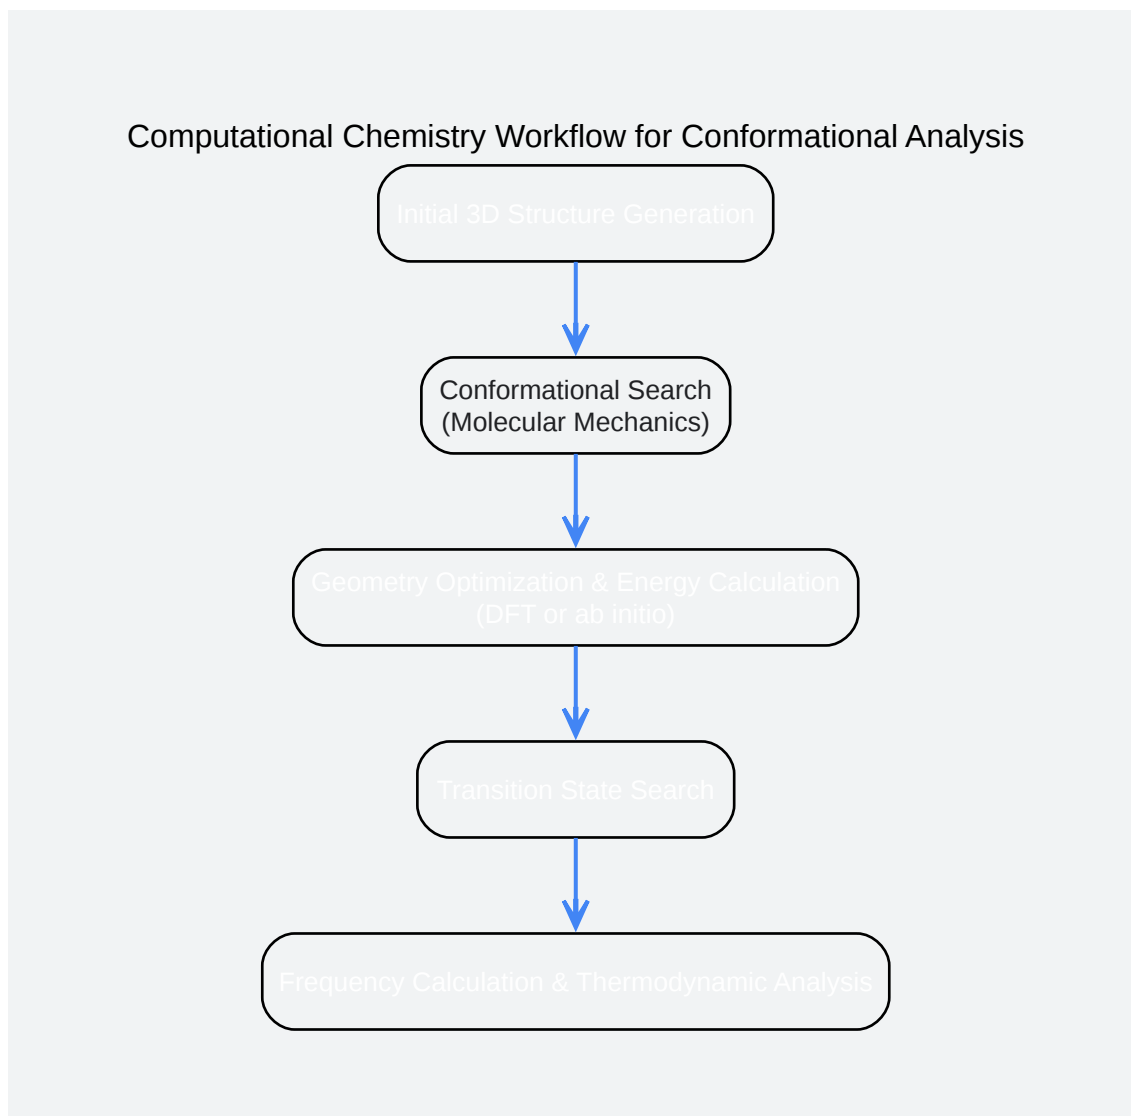 Computational Chemistry Workflow for Conformational Analysis
Initial 3D Structure Generation
Conformational Search
(Molecular Mechanics)
Geometry Optimization & Energy Calculation
(DFT or ab initio)
Transition State Search
Frequency Calculation & Thermodynamic Analysis